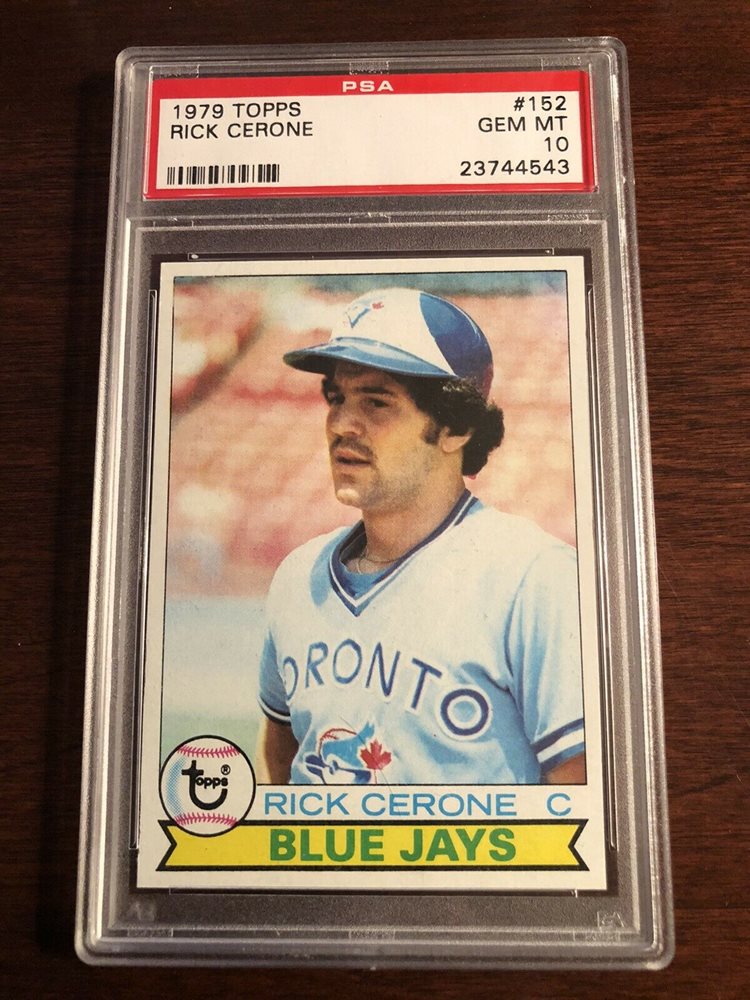 PSA
1979 TOPPS #152
RICK CERONE GEM MT
10
23744543
ORONTO
topps®
RICK CERONE C
BLUE JAYS